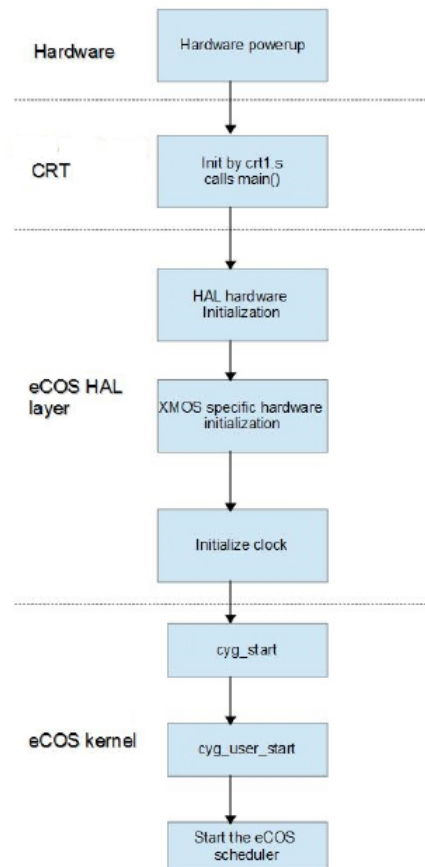 Hardware
Hardware powerup
CRT
Init by crt1.s
calls main()
HAL hardware
Initialization
eCOS HAL
layer
XMOS specific hardware
initialization
Initialize clock
cyg_start
eCOS kernel
cyg_user_start
Start the eCOS
scheduler